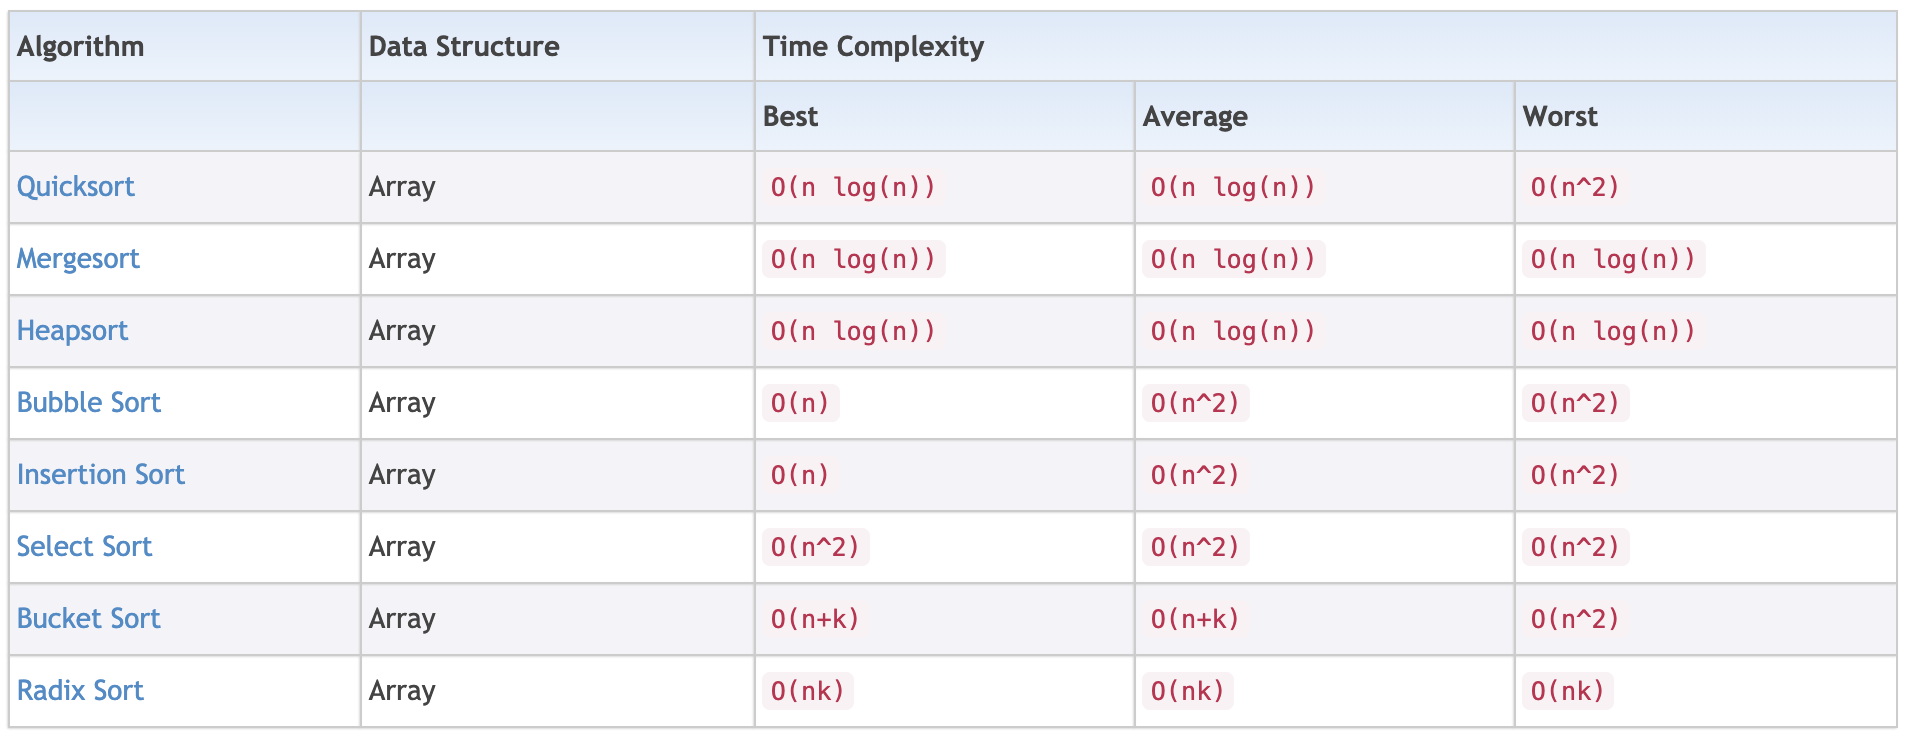 Algorithm Data Structure Time Complexity
Best Average Worst
Quicksort Array O(n log(n)) O(n log(n)) O(n^2)
Mergesort Array O(n log(n)) O(n log(n)) O(n log(n))
Heapsort Array O(n log(n)) O(n log(n)) O(n log(n))
Bubble Sort Array O(n) O(n^2) O(n^2)
Insertion Sort Array O(n) O(n^2) O(n^2)
Select Sort Array O(n^2) O(n^2) O(n^2)
Bucket Sort Array O(n+k) O(n+k) O(n^2)
Radix Sort Array O(nk) O(nk) O(nk)